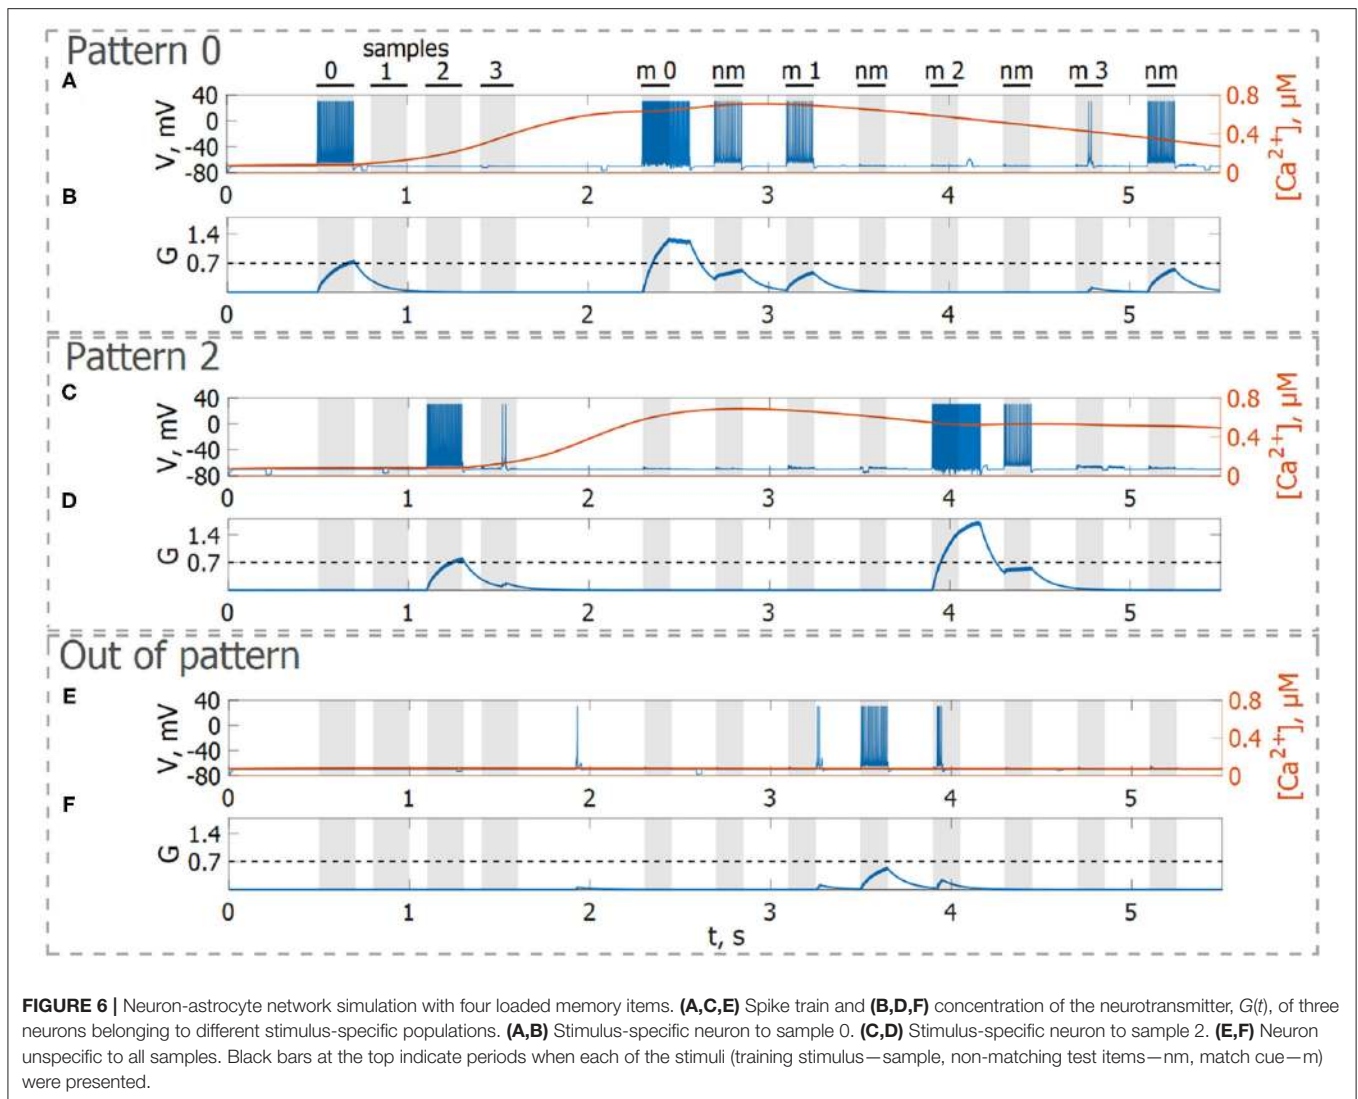 Pattern 0
samples
0 1 2 3 m 0 nm m 1 nm m 2 nm m 3 nm
A
40 0.8
V, mV
0
-40 0.4
-80 0
[Ca²⁺], μM
0 1 2 3 4 5
B
1.4
G
0.7
0 1 2 3 4 5
Pattern 2
C
40 0.8
V, mV
0
-40 0.4
-80 0
[Ca²⁺], μM
0 1 2 3 4 5
D
1.4
G
0.7
0 1 2 3 4 5
Out of pattern
E
40 0.8
V, mV
0
-40 0.4
-80 0
[Ca²⁺], μM
0 1 2 3 4 5
F
1.4
G
0.7
0 1 2 3 4 5
t, s
FIGURE 6 | Neuron-astrocyte network simulation with four loaded memory items. (A,C,E) Spike train and (B,D,F) concentration of the neurotransmitter, G(t), of three
neurons belonging to different stimulus-specific populations. (A,B) Stimulus-specific neuron to sample 0. (C,D) Stimulus-specific neuron to sample 2. (E,F) Neuron
unspecific to all samples. Black bars at the top indicate periods when each of the stimuli (training stimulus—sample, non-matching test items—nm, match cue—m)
were presented.